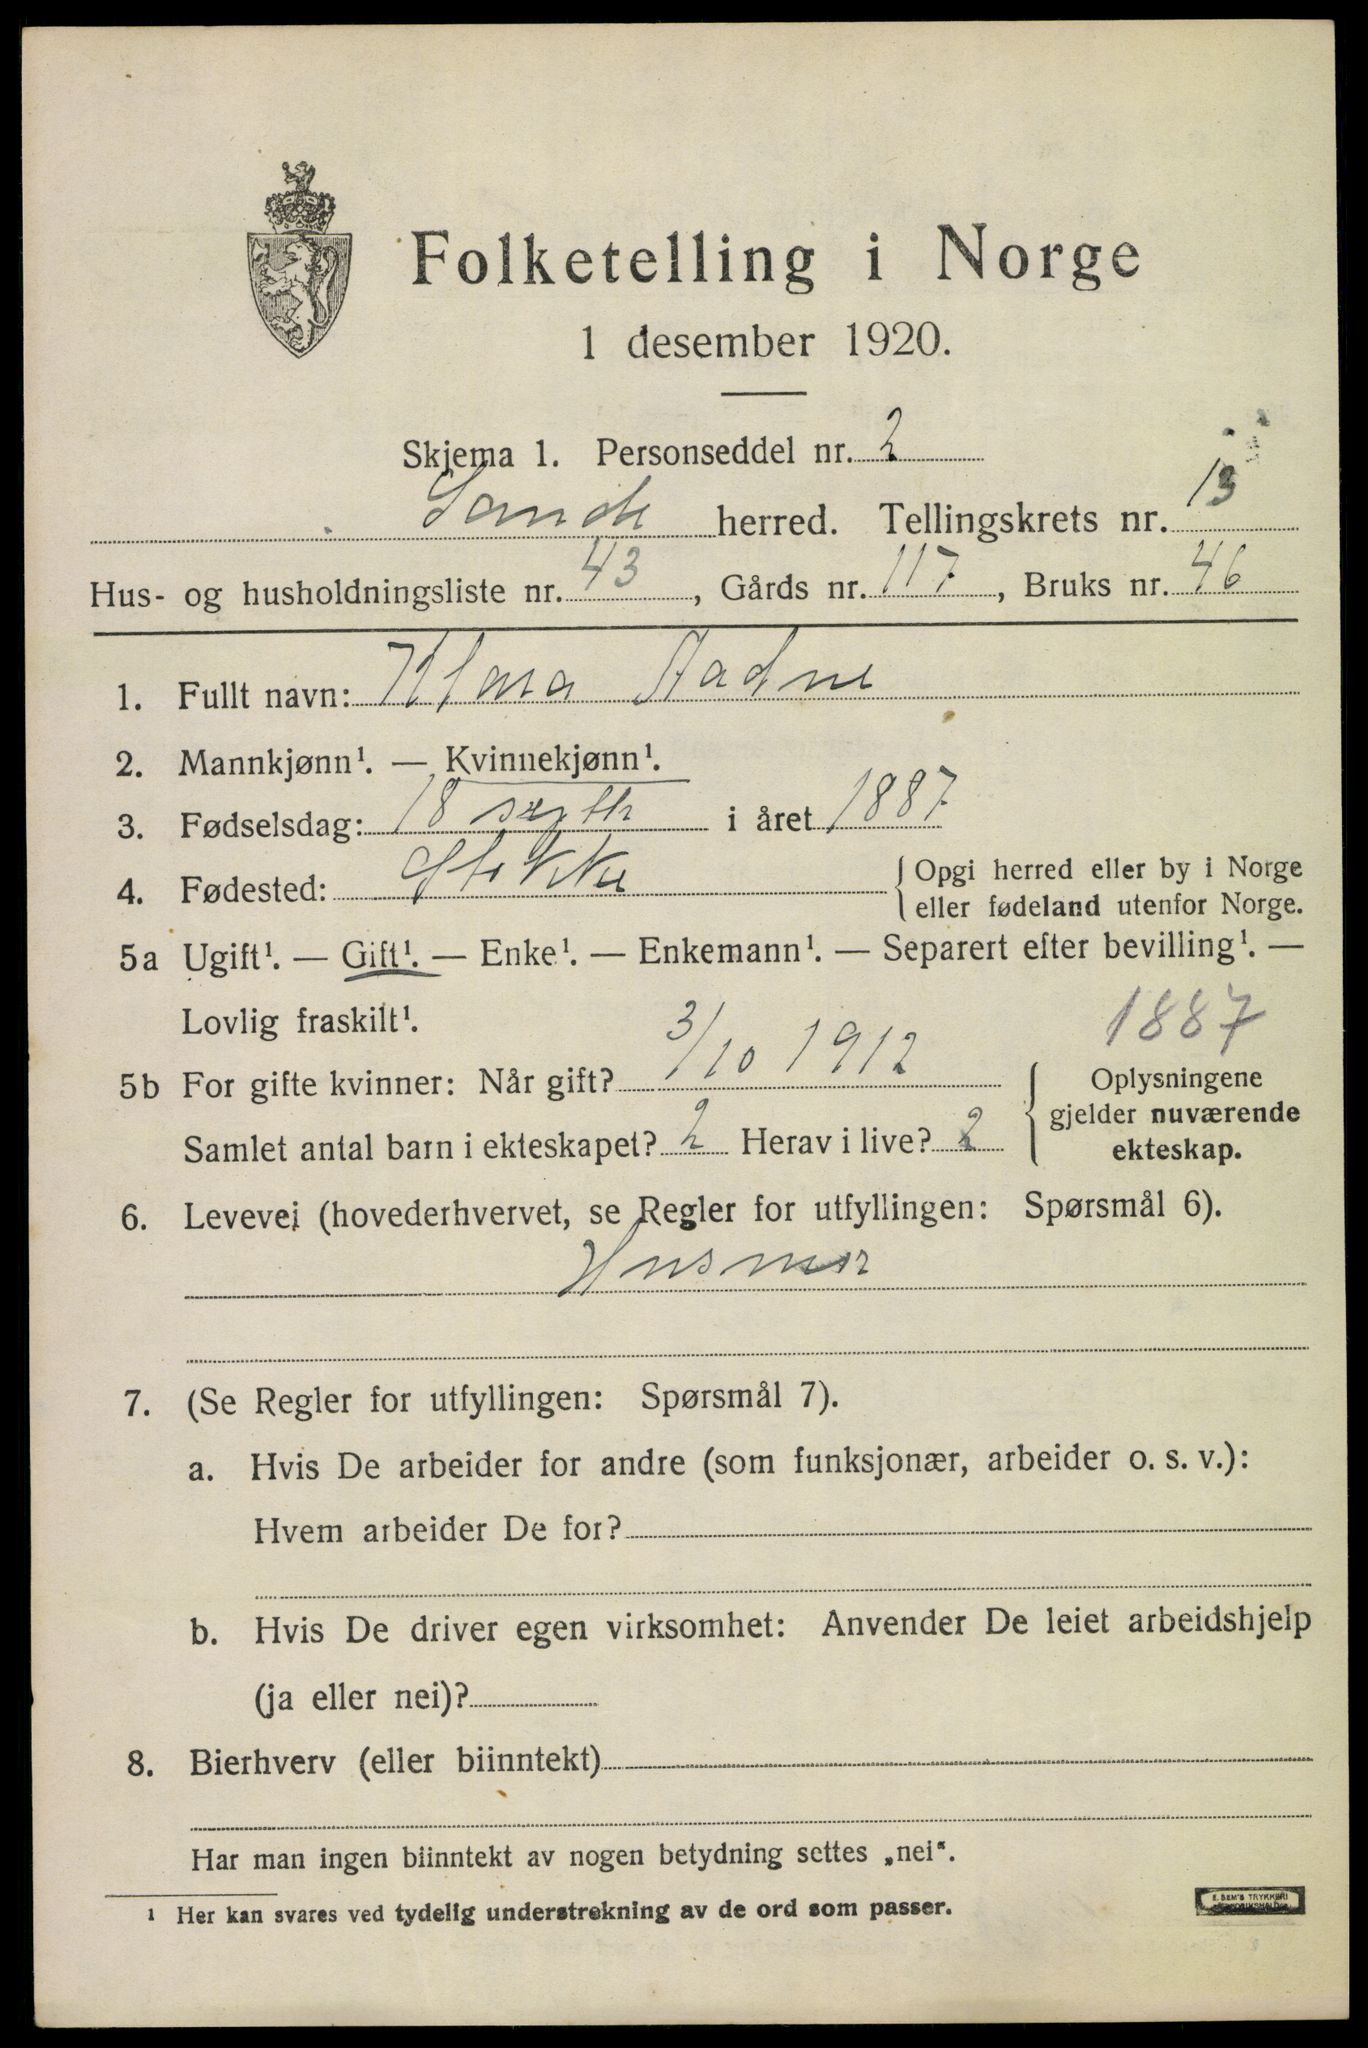 Folketelling i Norge
1 desember 1920.
Skjema 1. Personseddel nr. 2
Sande herred. Tellingskrets nr. 13
Hus- og husholdningsliste nr. 43, Gårds nr. 117, Bruks nr. 46
1. Fullt navn: Klara Aadne
2. Mannkjønn¹. — Kvinnekjønn¹.
3. Fødselsdag: 18 septb i året 1887
4. Fødested: Stokke
{ Opgi herred eller by i Norge
eller fødeland utenfor Norge.
5a Ugift¹. — Gift¹. — Enke¹. — Enkemann¹. — Separert efter bevilling¹. —
Lovlig fraskilt¹.
1887
5b For gifte kvinner: Når gift? 3/10 1912
Samlet antal barn i ekteskapet? 2 Herav i live? 2
{ Oplysningene
gjelder nuværende
ekteskap.
6. Levevei (hovederhvervet, se Regler for utfyllingen: Spørsmål 6).
Husmor
7. (Se Regler for utfyllingen: Spørsmål 7).
a. Hvis De arbeider for andre (som funksjonær, arbeider o. s. v.):
Hvem arbeider De for?
b. Hvis De driver egen virksomhet: Anvender De leiet arbeidshjelp
(ja eller nei)?
8. Bierhverv (eller biinntekt)
Har man ingen biinntekt av nogen betydning settes „nei“.
¹ Her kan svares ved tydelig understrekning av de ord som passer.
E. SEM'S TRYKKERI
FREDRIKSHALD